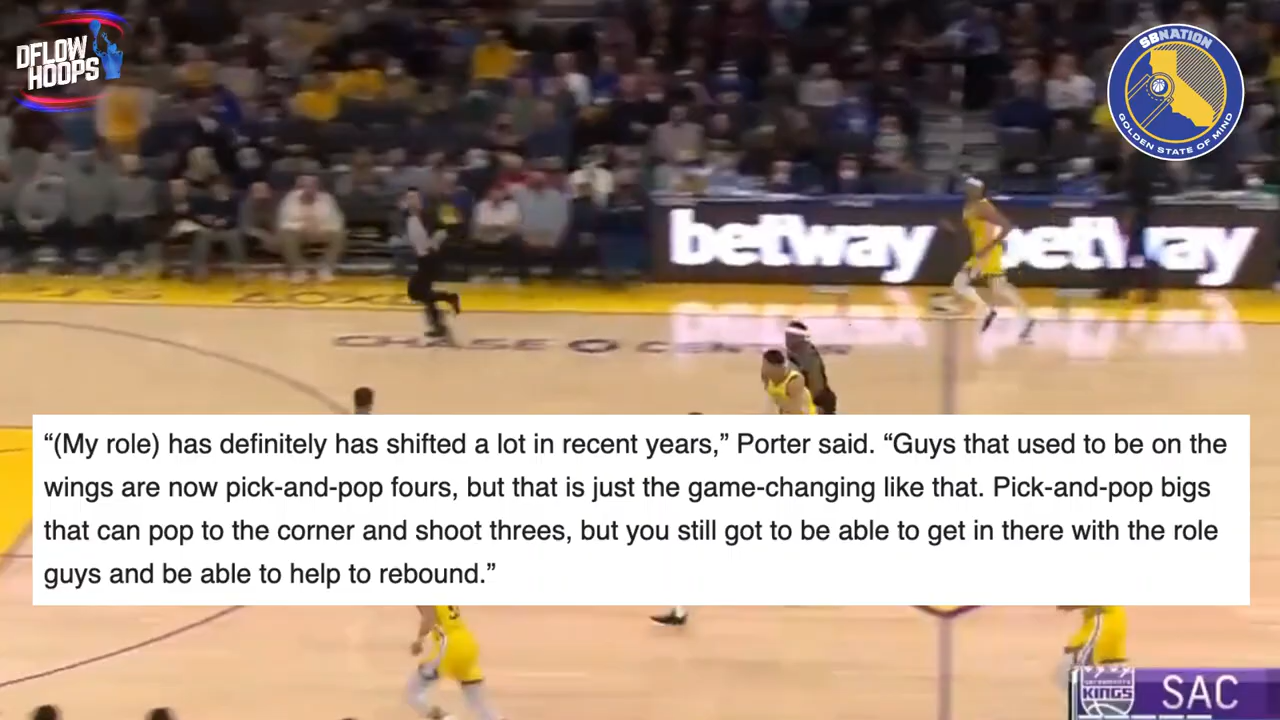 DFLOW
HOOPS
SBNATION
GOLDEN STATE OF MIND
betway
CHASE CENTER
“(My role) has definitely has shifted a lot in recent years,” Porter said. “Guys that used to be on the
wings are now pick-and-pop fours, but that is just the game-changing like that. Pick-and-pop bigs
that can pop to the corner and shoot threes, but you still got to be able to get in there with the role
guys and be able to help to rebound.”
KINGS
SAC